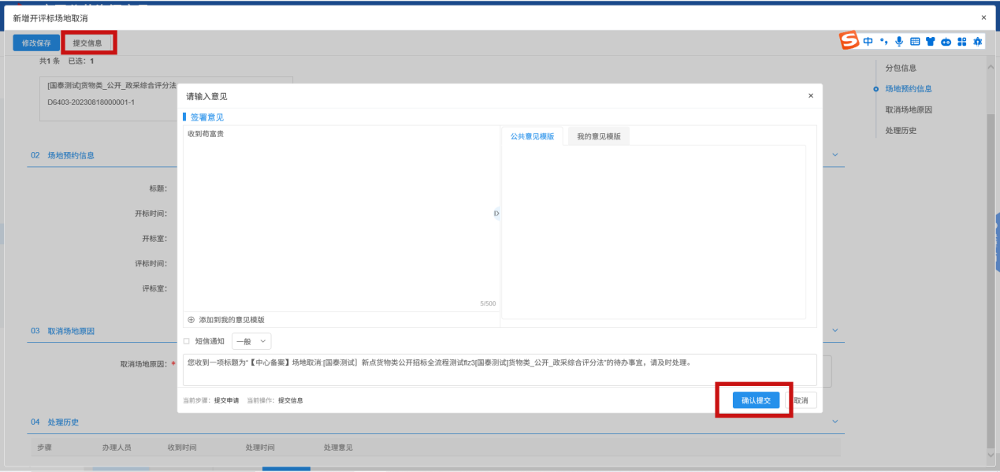 新增开评标场地取消
×
修改保存 提交信息
中
共1 条 已选：1
[国泰测试]货物类_公开_政采综合评分法
D6403-20230818000001-1
分包信息
场地预约信息
取消场地原因
处理历史
请输入意见
×
签署意见
收到苟富贵
5/500
添加到我的意见模版
公共意见模版 我的意见模版
02 场地预约信息
标题：
开标时间：
开标室：
评标时间：
评标室：
03 取消场地原因
取消场地原因：*
短信通知 一般
您收到一项标题为“【中心备案】场地取消:[国泰测试］新点货物类公开招标全流程测试flz3[国泰测试]货物类_公开_政采综合评分法”的待办事宜，请及时处理。
当前步骤：提交申请 当前操作：提交信息
确认提交 取消
04 处理历史
步骤 办理人员 收到时间 处理时间 处理意见